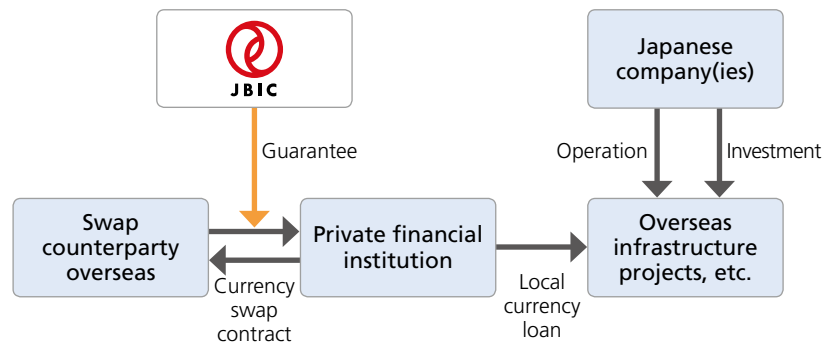 JBIC
Japanese
company(ies)
Guarantee
Operation
Investment
Swap
counterparty
overseas
Private financial
institution
Overseas
infrastructure
projects, etc.
Currency
swap
contract
Local
currency
loan